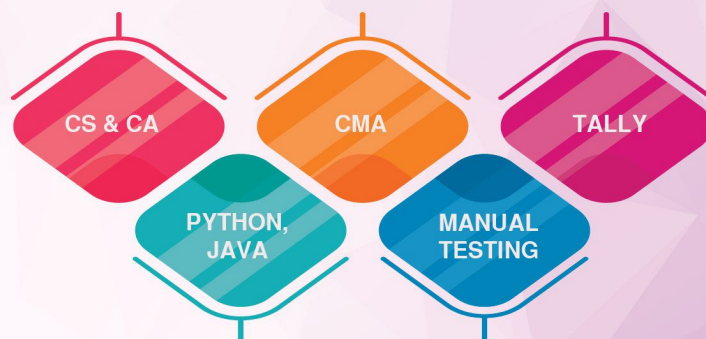 CS & CA
CMA
TALLY
PYTHON,
JAVA
MANUAL
TESTING